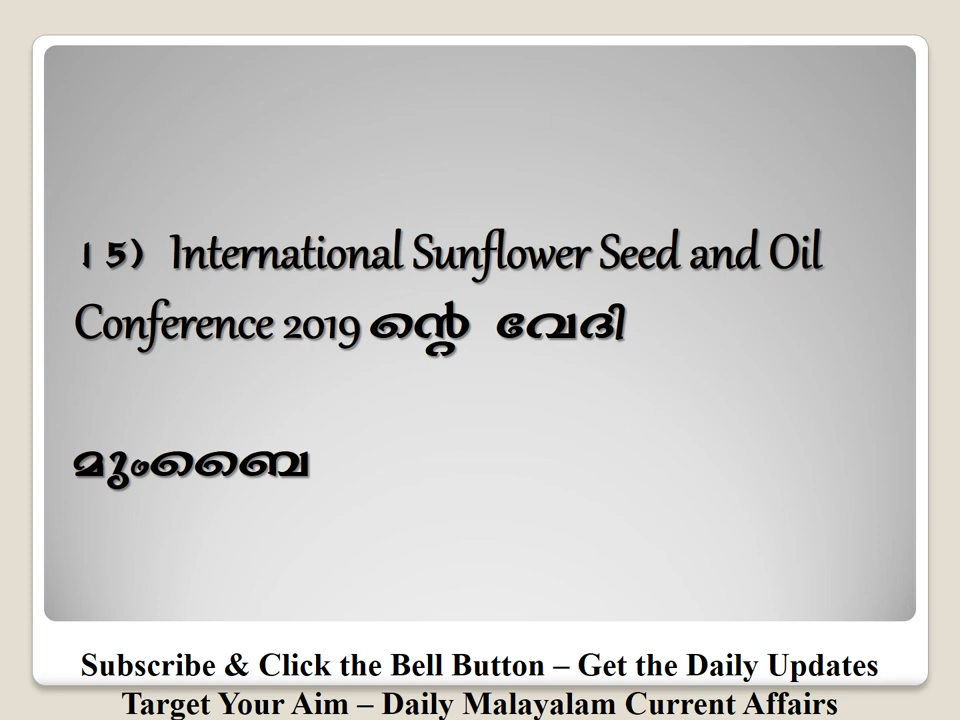 15) International Sunflower Seed and Oil
Conference 2019 ന്റെ വേദി
മുംബൈ
Subscribe & Click the Bell Button – Get the Daily Updates
Target Your Aim – Daily Malayalam Current Affairs